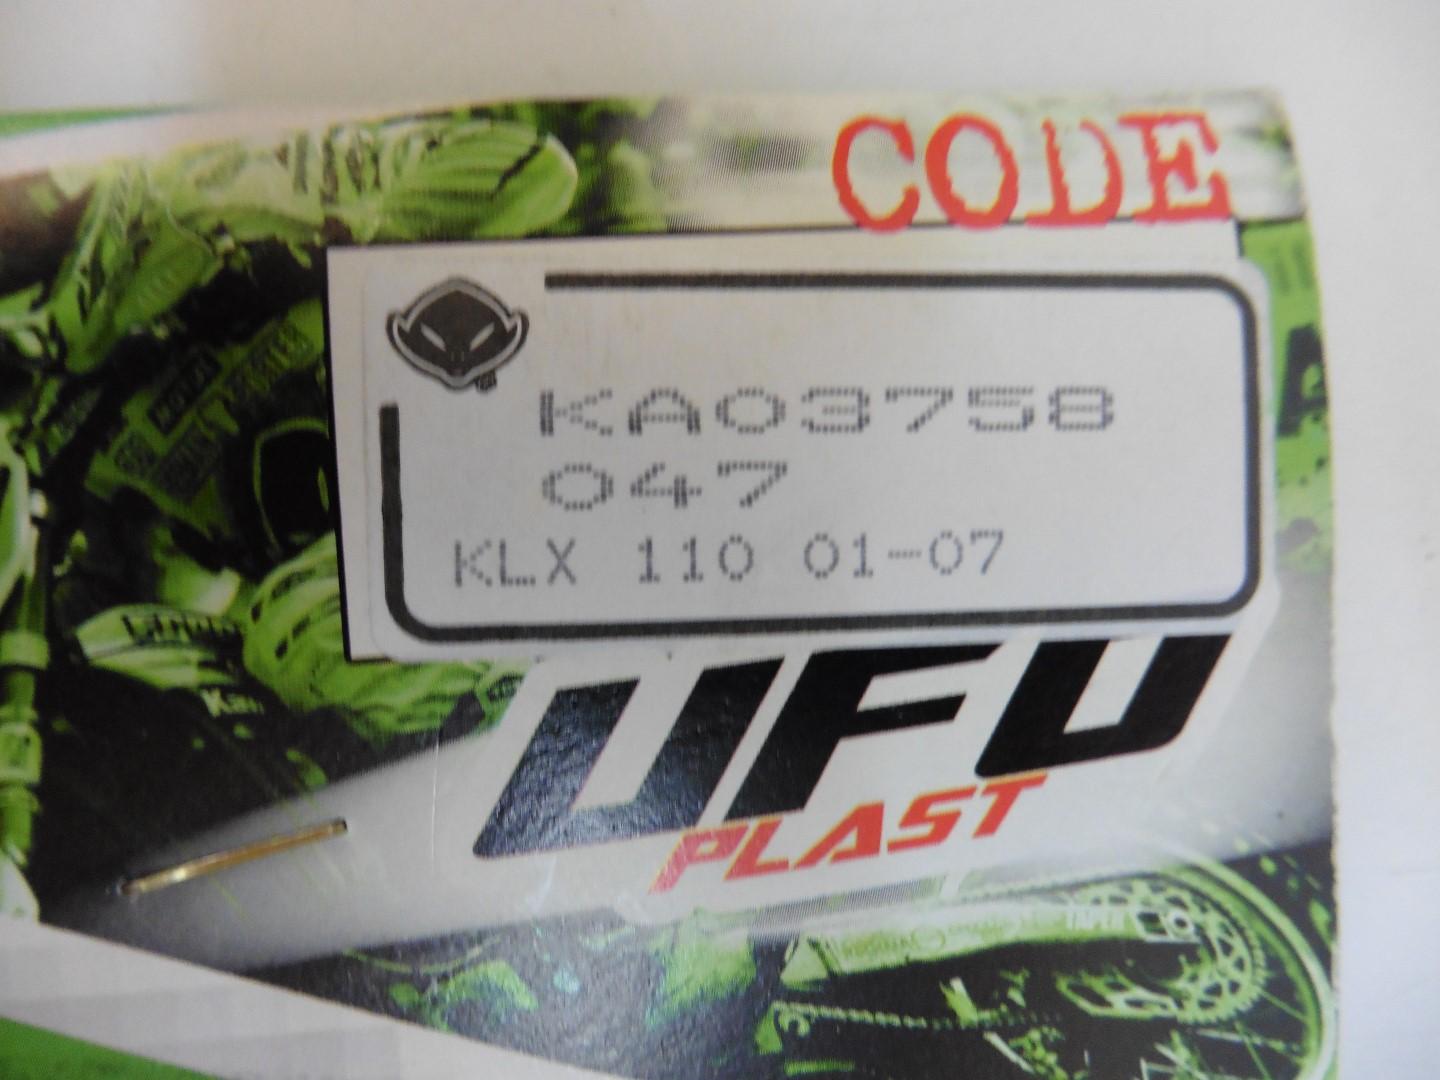 CODE
KA03758
047
KLX 110 01-07
UFO
PLAST